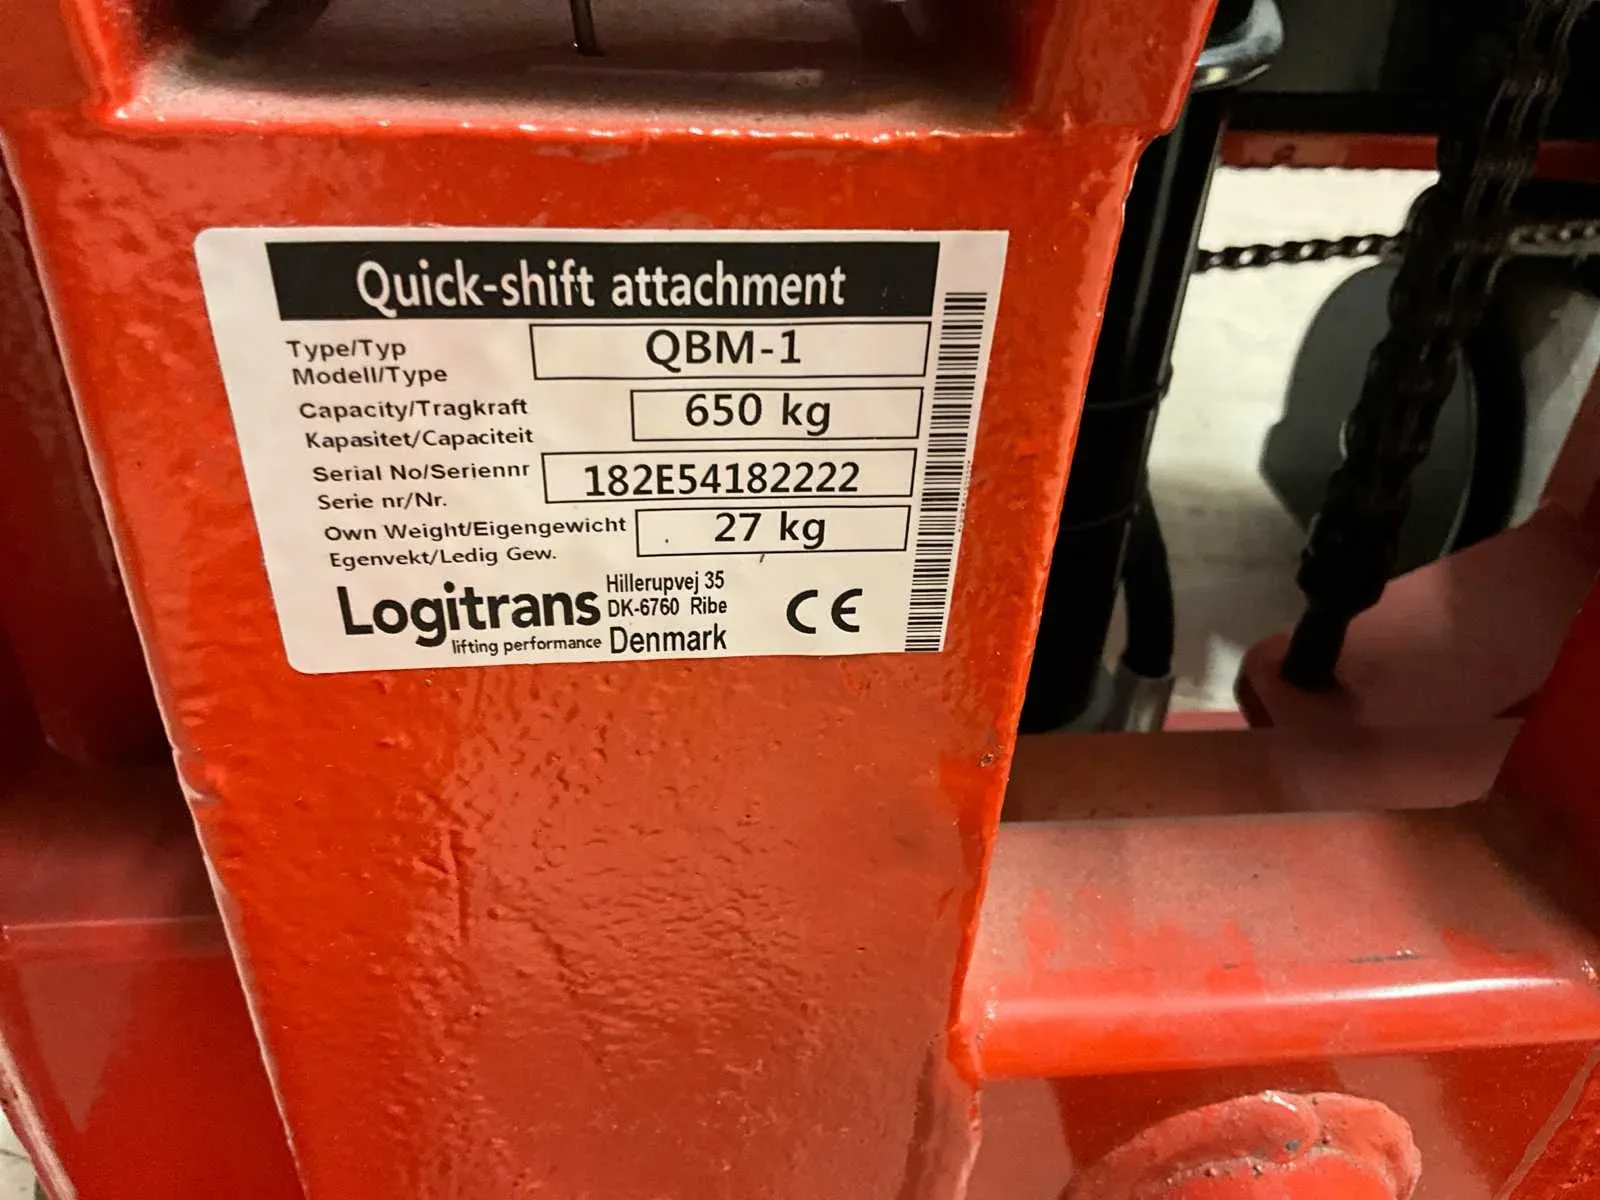 Quick-shift attachment
Type/Typ
Modell/Type
QBM-1
Capacity/Tragkraft
Kapasitet/Capaciteit
650 kg
Serial No/Seriennr
Serie nr/Nr.
182E54182222
Own Weight/Eigengewicht
Egenvekt/Ledig Gew.
27 kg
Logitrans
lifting performance
Hillerupvej 35
DK-6760 Ribe
Denmark
CE